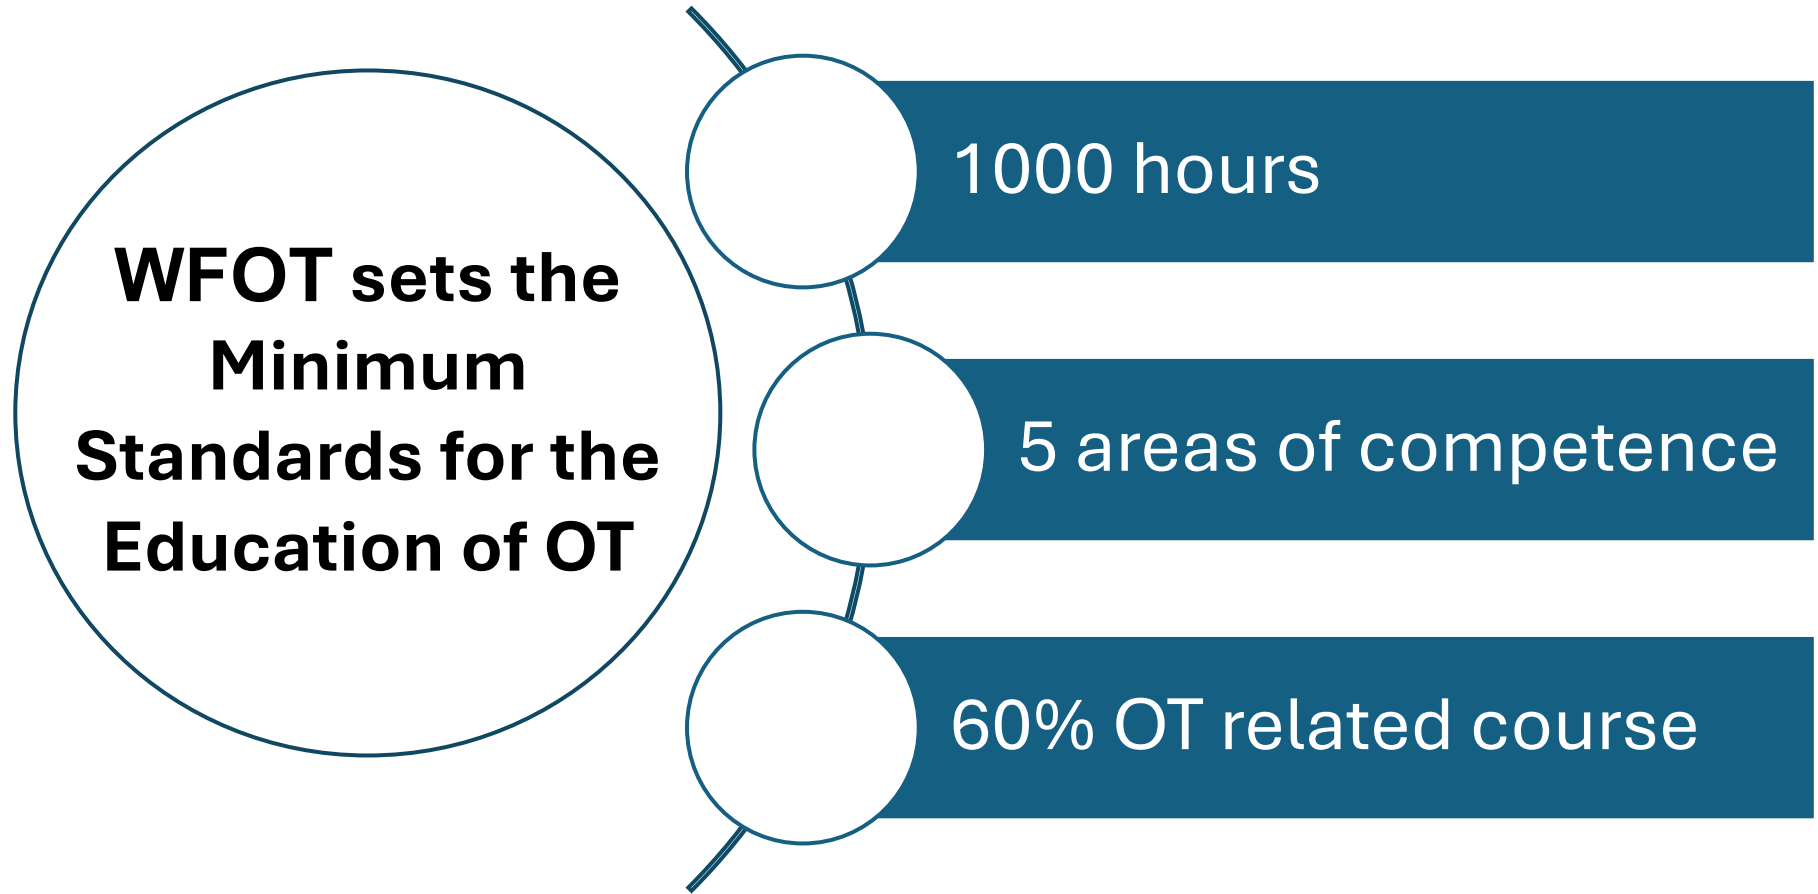 WFOT sets the
Minimum
Standards for the
Education of OT
1000 hours
5 areas of competence
60% OT related course